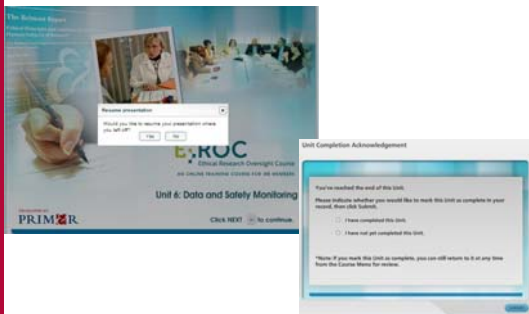 The Belmont Report
Resume presentation
Would you like to resume your presentation where
you left off?
Yes No
EROC
Ethical Research Oversight Course
AN ONLINE TRAINING COURSE FOR IRB MEMBERS
Unit 6: Data and Safety Monitoring
PRIM&R
Click NEXT to continue.
Unit Completion Acknowledgement
You've reached the end of this Unit.
Please indicate whether you would like to mark this Unit as complete in your
record, then click Submit.
I have completed this Unit.
I have not yet completed this Unit.
*Note: If you mark this Unit as complete, you can still return to it at any time
from the Course Menu for review.